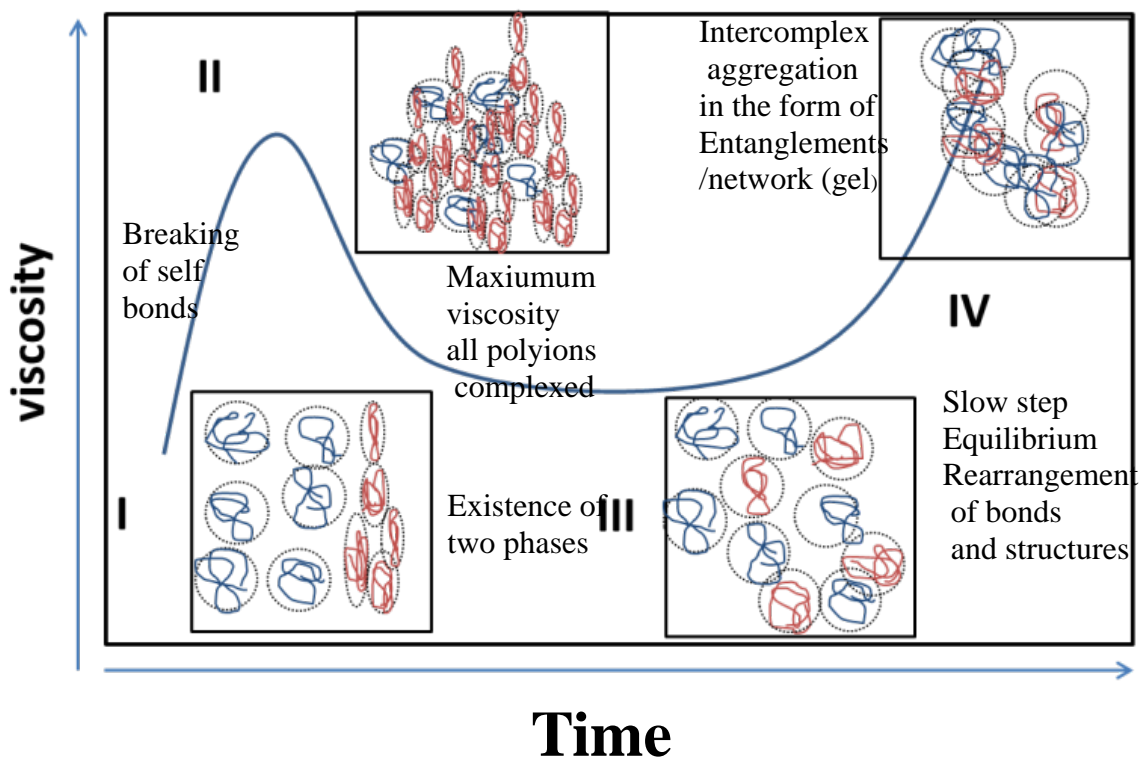 viscosity
II
Breaking
of self
bonds
Maxiumum
viscosity
all polyions
complexed
Intercomplex
aggregation
in the form of
Entanglements
/network (gel)
IV
I
Existence of
two phases
III
Slow step
Equilibrium
Rearrangement
of bonds
and structures
Time